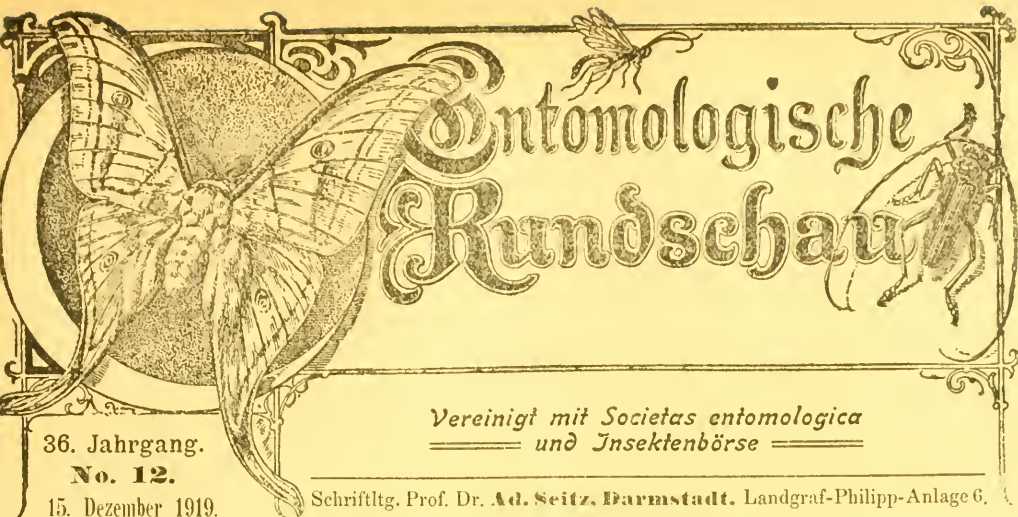 Entomologische
Rundschau
Vereinigt mit Societas entomologica
und Insektenbörse
36. Jahrgang.
No. 12.
15. Dezember 1919.
Schriftltg. Prof. Dr. Ad. Seitz, Darmstadt. Landgraf-Philipp-Anlage 6.